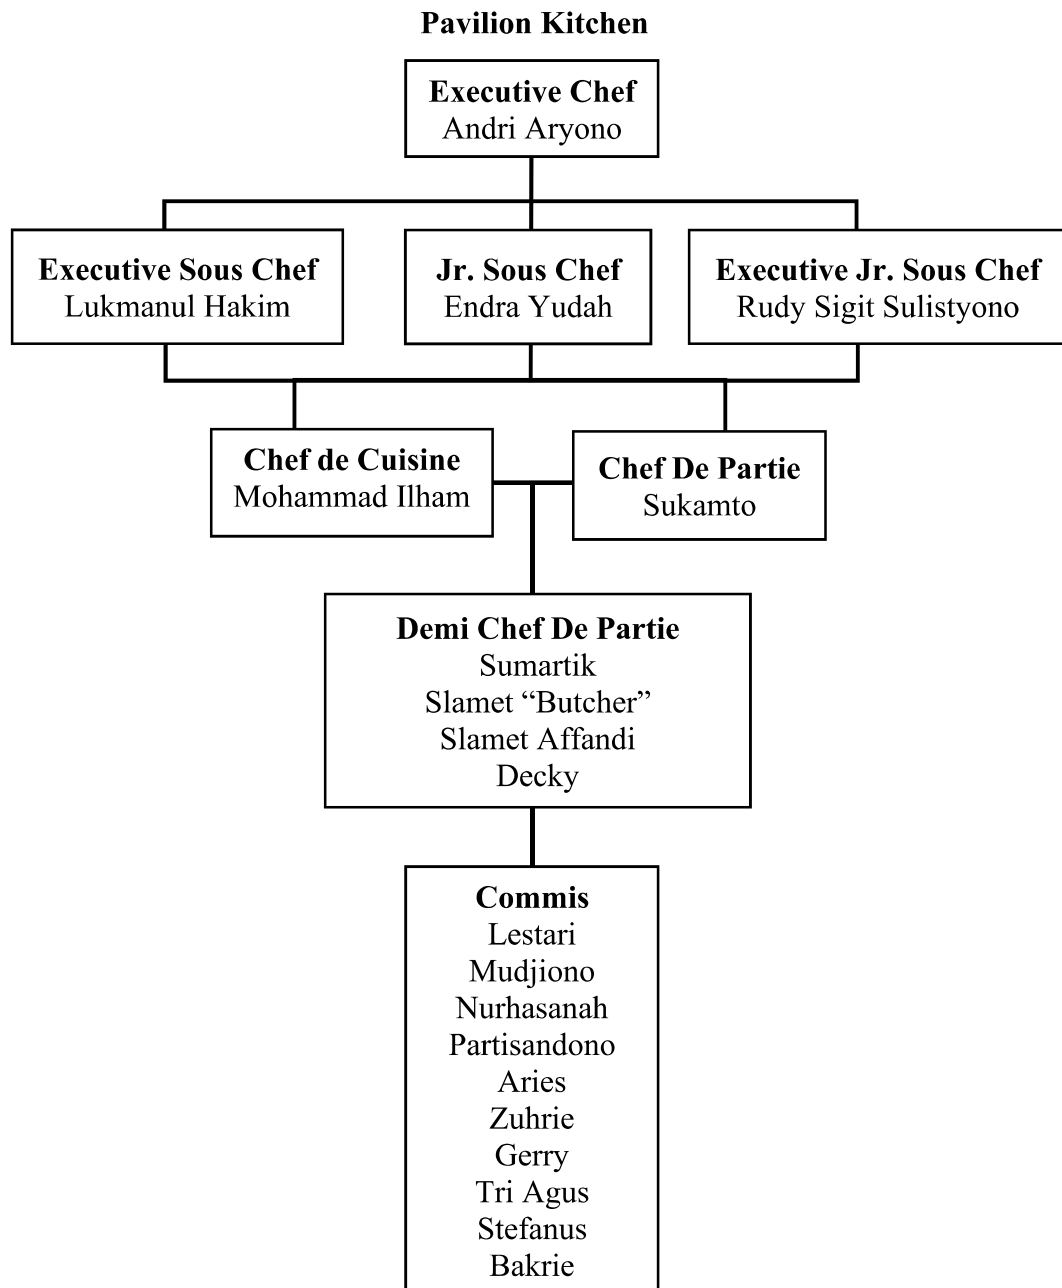 Pavilion Kitchen
Executive Chef
Andri Aryono
Executive Sous Chef
Lukmanul Hakim
Jr. Sous Chef
Endra Yudah
Executive Jr. Sous Chef
Rudy Sigit Sulistyono
Chef de Cuisine
Mohammad Ilham
Chef De Partie
Sukamto
Demi Chef De Partie
Sumartik
Slamet “Butcher”
Slamet Affandi
Decky
Commis
Lestari
Mudjiono
Nurhasanah
Partisandono
Aries
Zuhrie
Gerry
Tri Agus
Stefanus
Bakrie